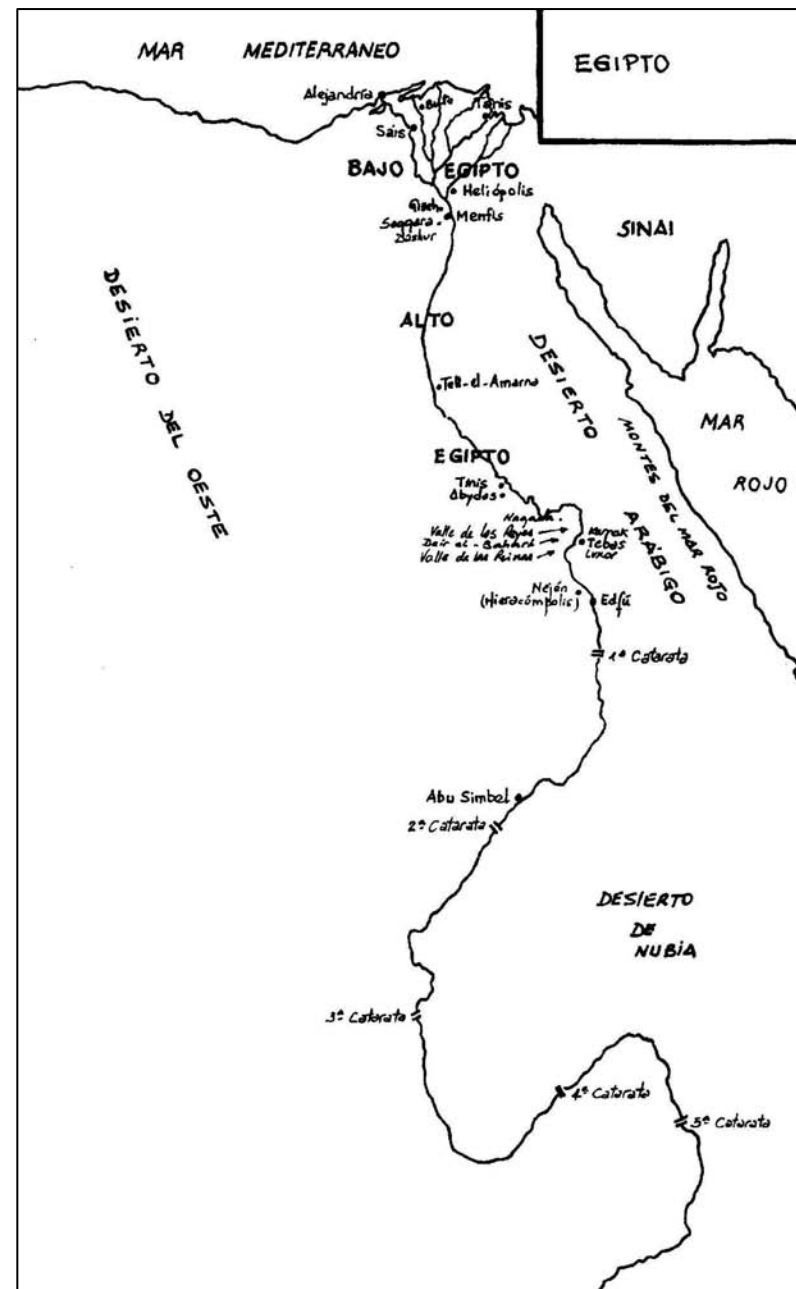 MAR MEDITERRANEO
EGIPTO
Alejandría
Buto
Tanis
Sais
BAJO EGIPTO
Heliópolis
Gizeh
Menfis
Saqqara
Dashur
SINAI
DESIERTO DEL OESTE
ALTO
DESIERTO
Tell-el-Amarna
MAR
ROJO
MONTES DEL MAR ROJO
EGIPTO
Tinis
Abydos
ARÁBIGO
Nagada
Valle de los Reyes
Karnak
Deir el-Bahari
Tebas
Valle de las Reinas
Luxor
Nején
(Hieracómpolis)
Edfú
1ª Catarata
Abu Simbel
2ª Catarata
DESIERTO
DE
NUBIA
3ª Catarata
4ª Catarata
5ª Catarata